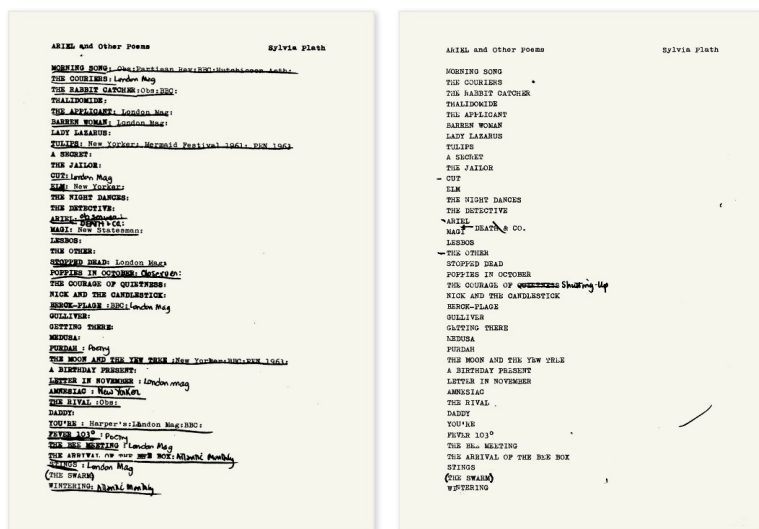 ARIEL and Other Poems Sylvia Plath
MORNING SONG: Obs:Partisan Rev:BBC:Hutchinson Anth:
THE COURIERS: London Mag
THE RABBIT CATCHER:Obs:BBC:
THALIDOMIDE:
THE APPLICANT: London Mag:
BARREN WOMAN: London Mag:
LADY LAZARUS:
TULIPS: New Yorker: Mermaid Festival 1961: PEN 1963
A SECRET:
THE JAILOR:
CUT: London Mag
ELM: New Yorker:
THE NIGHT DANCES:
THE DETECTIVE:
ARIEL: Observer:
DEATH & CO:
MAGI: New Statesman:
LESBOS:
THE OTHER:
STOPPED DEAD: London Mag:
POPPIES IN OCTOBER: Observer:
THE COURAGE OF QUIETNESS:
NICK AND THE CANDLESTICK:
BERCK-PLAGE :BBC: London Mag
GULLIVER:
GETTING THERE:
MEDUSA:
PURDAH : Poetry
THE MOON AND THE YEW TREE :New Yorker:BBC:PEN 1963:
A BIRTHDAY PRESENT:
LETTER IN NOVEMBER : London mag
AMNESIAC : New Yorker
THE RIVAL :Obs:
DADDY:
YOU'RE : Harper's:London Mag:BBC:
FEVER 103° : Poetry
THE BEE MEETING : London Mag
THE ARRIVAL OF THE BEE BOX: Atlantic Monthly
STINGS : London Mag
(THE SWARM)
WINTERING: Atlantic Monthly
ARIEL and Other Poems Sylvia Plath
MORNING SONG
THE COURIERS
THE RABBIT CATCHER
THALIDOMIDE
THE APPLICANT
BARREN WOMAN
LADY LAZARUS
TULIPS
A SECRET
THE JAILOR
- CUT
ELM
THE NIGHT DANCES
THE DETECTIVE
ARIEL
MAGI DEATH & CO.
LESBOS
- THE OTHER
STOPPED DEAD
POPPIES IN OCTOBER
THE COURAGE OF QUIETNESS Shutting-Up
NICK AND THE CANDLESTICK
BERCK-PLAGE
GULLIVER
GETTING THERE
MEDUSA
PURDAH
THE MOON AND THE YEW TREE
A BIRTHDAY PRESENT
LETTER IN NOVEMBER
AMNESIAC
THE RIVAL
DADDY
YOU'RE
FEVER 103°
THE BEE MEETING
THE ARRIVAL OF THE BEE BOX
STINGS
(THE SWARM)
WINTERING